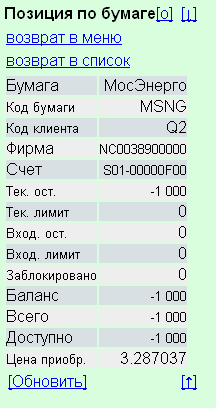 Позиция по бумаге[о] [↓]
возврат в меню
возврат в список
Бумага МосЭнерго
Код бумаги MSNG
Код клиента Q2
Фирма NC0038900000
Счет S01-00000F00
Тек. ост. -1 000
Тек. лимит 0
Вход. ост. 0
Вход. лимит 0
Заблокировано 0
Баланс -1 000
Всего -1 000
Доступно -1 000
Цена приобр. 3.287037
[Обновить] [↑]